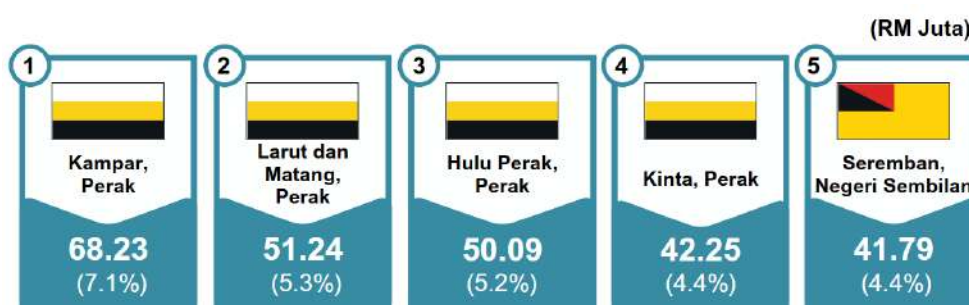 (RM Juta)
1
Kampar,
Perak
68.23
(7.1%)
2
Larut dan
Matang,
Perak
51.24
(5.3%)
3
Hulu Perak,
Perak
50.09
(5.2%)
4
Kinta, Perak
42.25
(4.4%)
5
Seremban,
Negeri Sembilan
41.79
(4.4%)